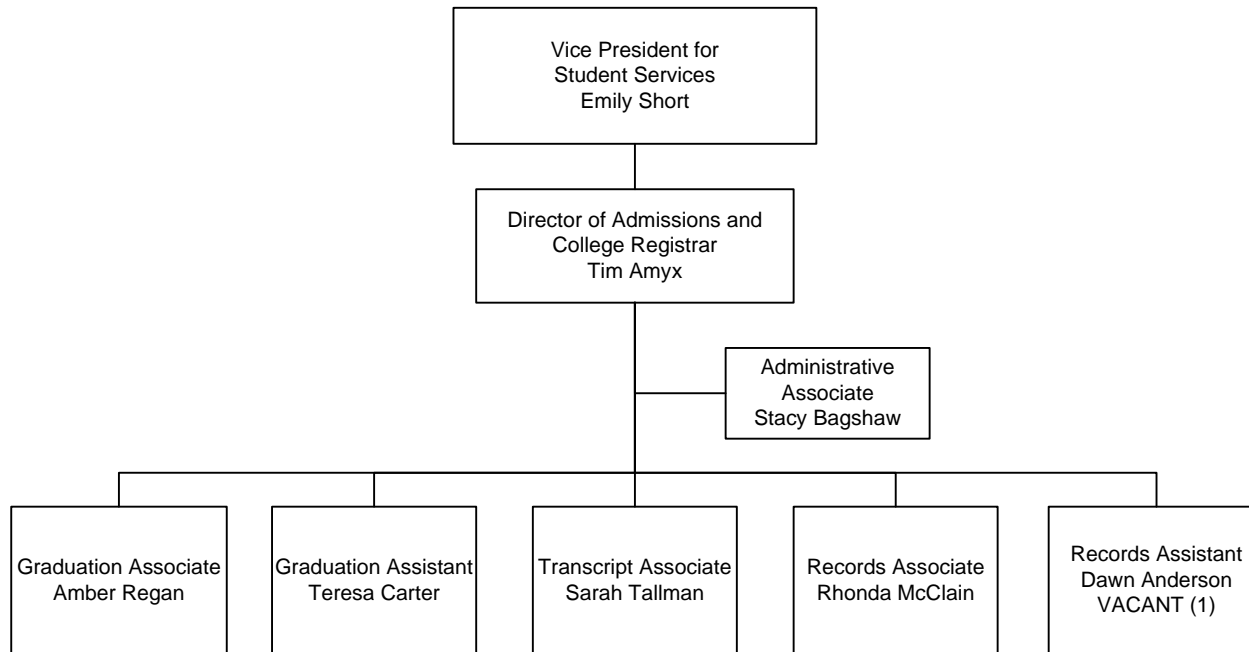 Vice President for
Student Services
Emily Short
Director of Admissions and
College Registrar
Tim Amyx
Administrative
Associate
Stacy Bagshaw
Graduation Associate
Amber Regan
Graduation Assistant
Teresa Carter
Transcript Associate
Sarah Tallman
Records Associate
Rhonda McClain
Records Assistant
Dawn Anderson
VACANT (1)